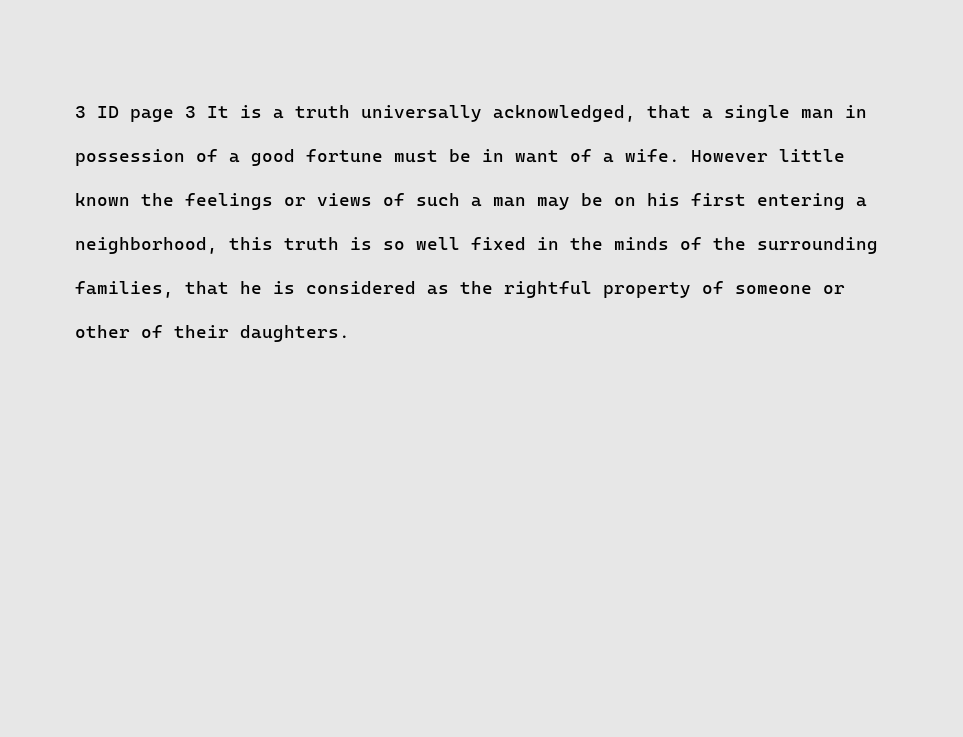 3 ID page 3 It is a truth universally acknowledged, that a single man in
possession of a good fortune must be in want of a wife. However little
known the feelings or views of such a man may be on his first entering a
neighborhood, this truth is so well fixed in the minds of the surrounding
families, that he is considered as the rightful property of someone or
other of their daughters.